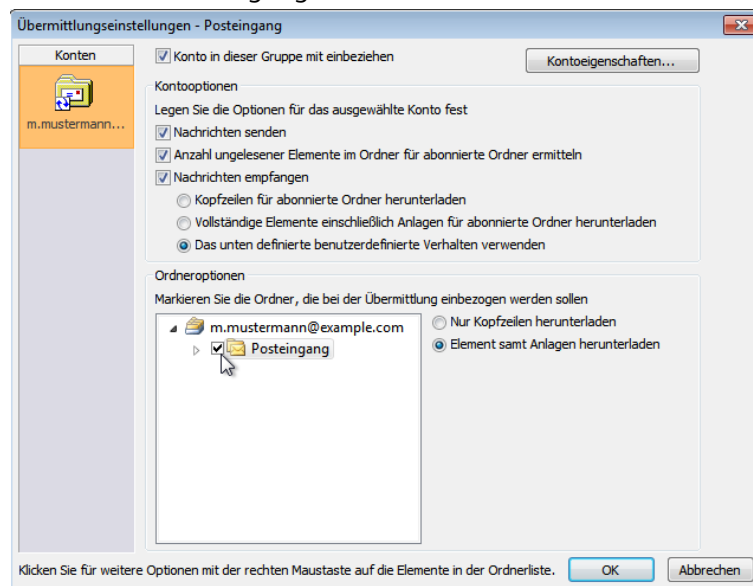 Übermittlungseinstellungen - Posteingang
Konten
m.mustermann...
Konto in dieser Gruppe mit einbeziehen
Kontoeigenschaften...
Kontooptionen
Legen Sie die Optionen für das ausgewählte Konto fest
Nachrichten senden
Anzahl ungelesener Elemente im Ordner für abonnierte Ordner ermitteln
Nachrichten empfangen
Kopfzeilen für abonnierte Ordner herunterladen
Vollständige Elemente einschließlich Anlagen für abonnierte Ordner herunterladen
Das unten definierte benutzerdefinierte Verhalten verwenden
Ordneroptionen
Markieren Sie die Ordner, die bei der Übermittlung einbezogen werden sollen
m.mustermann@example.com
Posteingang
Nur Kopfzeilen herunterladen
Element samt Anlagen herunterladen
Klicken Sie für weitere Optionen mit der rechten Maustaste auf die Elemente in der Ordnerliste.
OK
Abbrechen